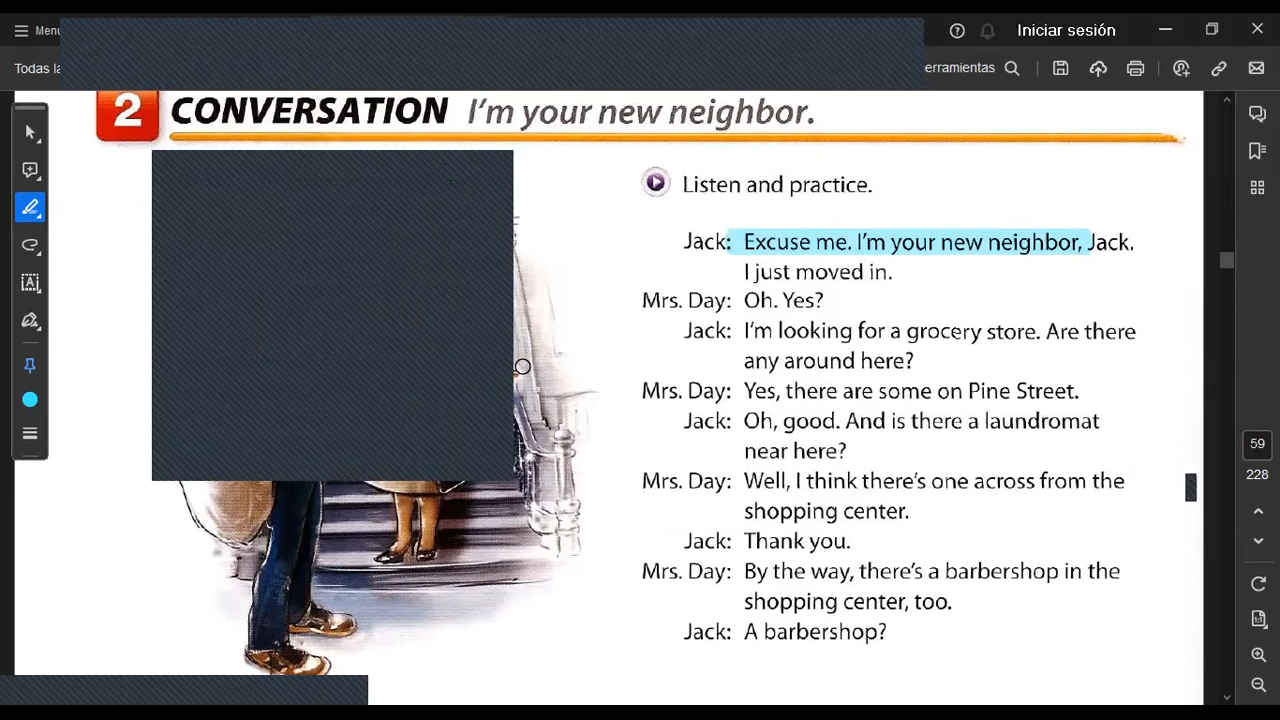 Menu
Iniciar sesión
Todas la
erramientas
2 CONVERSATION I'm your new neighbor.
Listen and practice.
Jack: Excuse me. I'm your new neighbor, Jack.
I just moved in.
Mrs. Day: Oh. Yes?
Jack: I'm looking for a grocery store. Are there
any around here?
Mrs. Day: Yes, there are some on Pine Street.
Jack: Oh, good. And is there a laundromat
near here?
Mrs. Day: Well, I think there's one across from the
shopping center.
Jack: Thank you.
Mrs. Day: By the way, there's a barbershop in the
shopping center, too.
Jack: A barbershop?
59
228